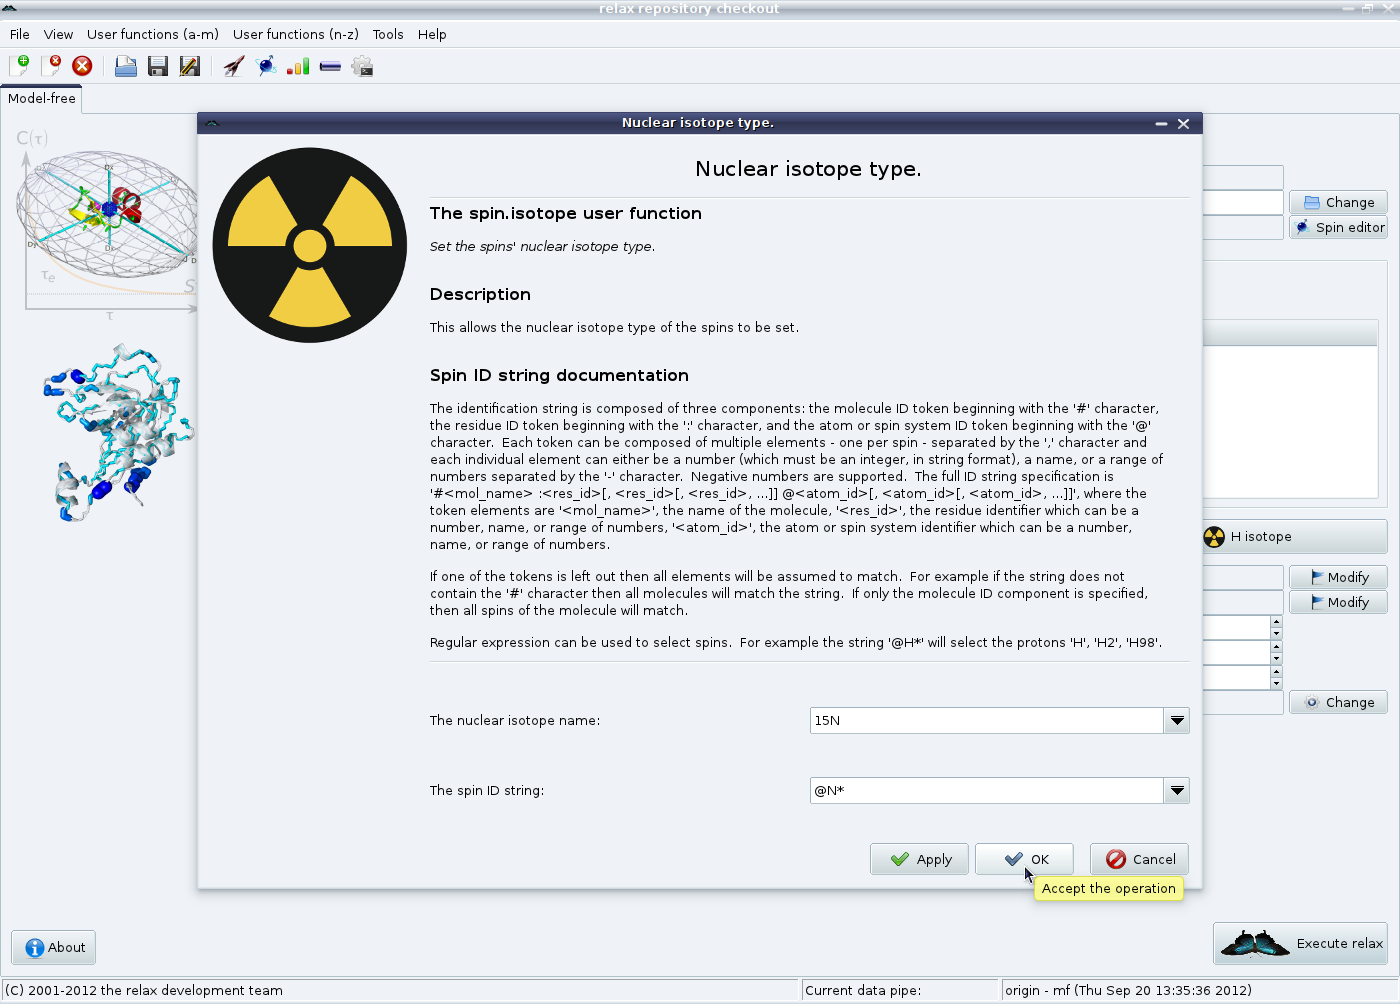 relax repository checkout
File View User functions (a-m) User functions (n-z) Tools Help
Model-free
Nuclear isotope type.
C(τ)
τe
τ
Nuclear isotope type.
The spin.isotope user function
Set the spins' nuclear isotope type.
Description
This allows the nuclear isotope type of the spins to be set.
Spin ID string documentation
The identification string is composed of three components: the molecule ID token beginning with the '#' character,
the residue ID token beginning with the ':' character, and the atom or spin system ID token beginning with the '@'
character.  Each token can be composed of multiple elements - one per spin - separated by the ',' character and
each individual element can either be a number (which must be an integer, in string format), a name, or a range of
numbers separated by the '-' character.  Negative numbers are supported.  The full ID string specification is
'#<mol_name> :<res_id>[, <res_id>[, <res_id>, ...]] @<atom_id>[, <atom_id>[, <atom_id>, ...]]', where the
token elements are '<mol_name>', the name of the molecule, '<res_id>', the residue identifier which can be a
number, name, or range of numbers, '<atom_id>', the atom or spin system identifier which can be a number,
name, or range of numbers.
If one of the tokens is left out then all elements will be assumed to match.  For example if the string does not
contain the '#' character then all molecules will match the string.  If only the molecule ID component is specified,
then all spins of the molecule will match.
Regular expression can be used to select spins.  For example the string '@H*' will select the protons 'H', 'H2', 'H98'.
The nuclear isotope name: 15N
The spin ID string: @N*
Apply OK Cancel
Accept the operation
Change
Spin editor
H isotope
Modify
Modify
Change
About
Execute relax
(C) 2001-2012 the relax development team Current data pipe: origin - mf (Thu Sep 20 13:35:36 2012)